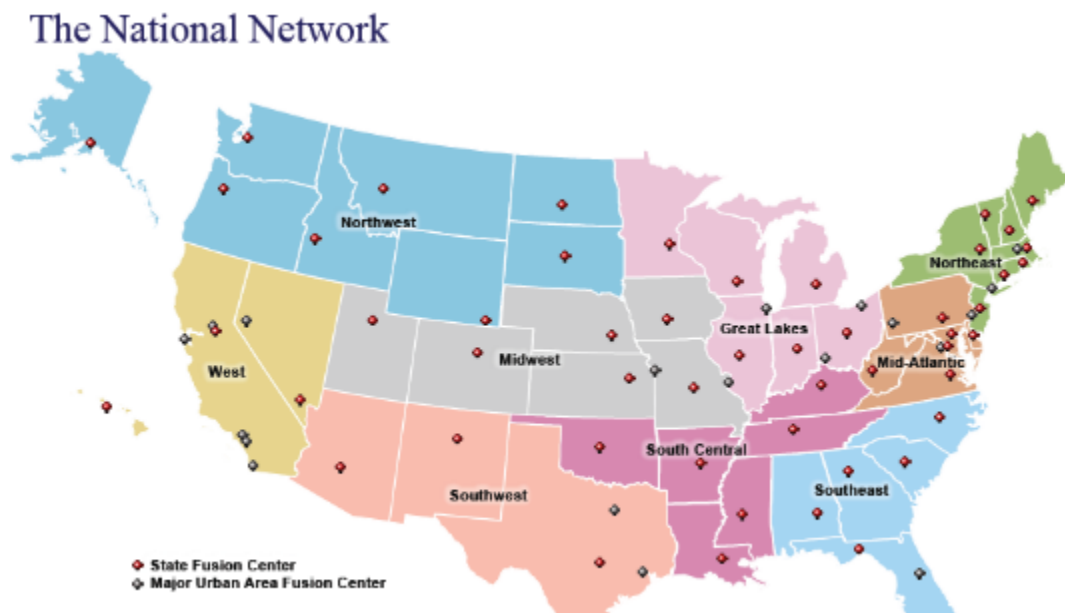 The National Network
Northwest
Northeast
Great Lakes
Midwest
Mid-Atlantic
West
South Central
Southwest
Southeast
State Fusion Center
Major Urban Area Fusion Center